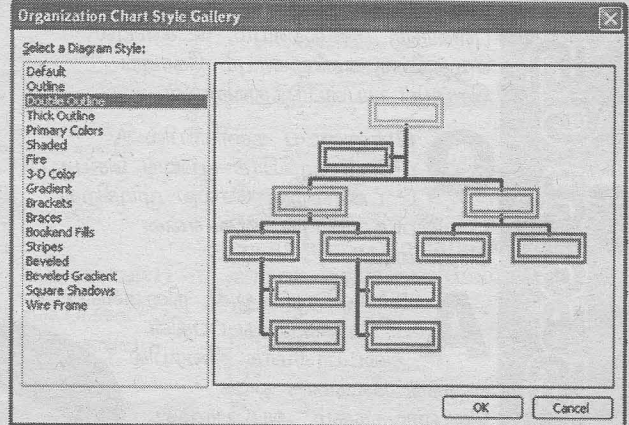 Organization Chart Style Gallery
Select a Diagram Style:
Default
Outline
Double Outline
Thick Outline
Primary Colors
Shaded
Fire
3-D Color
Gradient
Brackets
Braces
Bookend Fills
Stripes
Beveled
Beveled Gradient
Square Shadows
Wire Frame
OK
Cancel